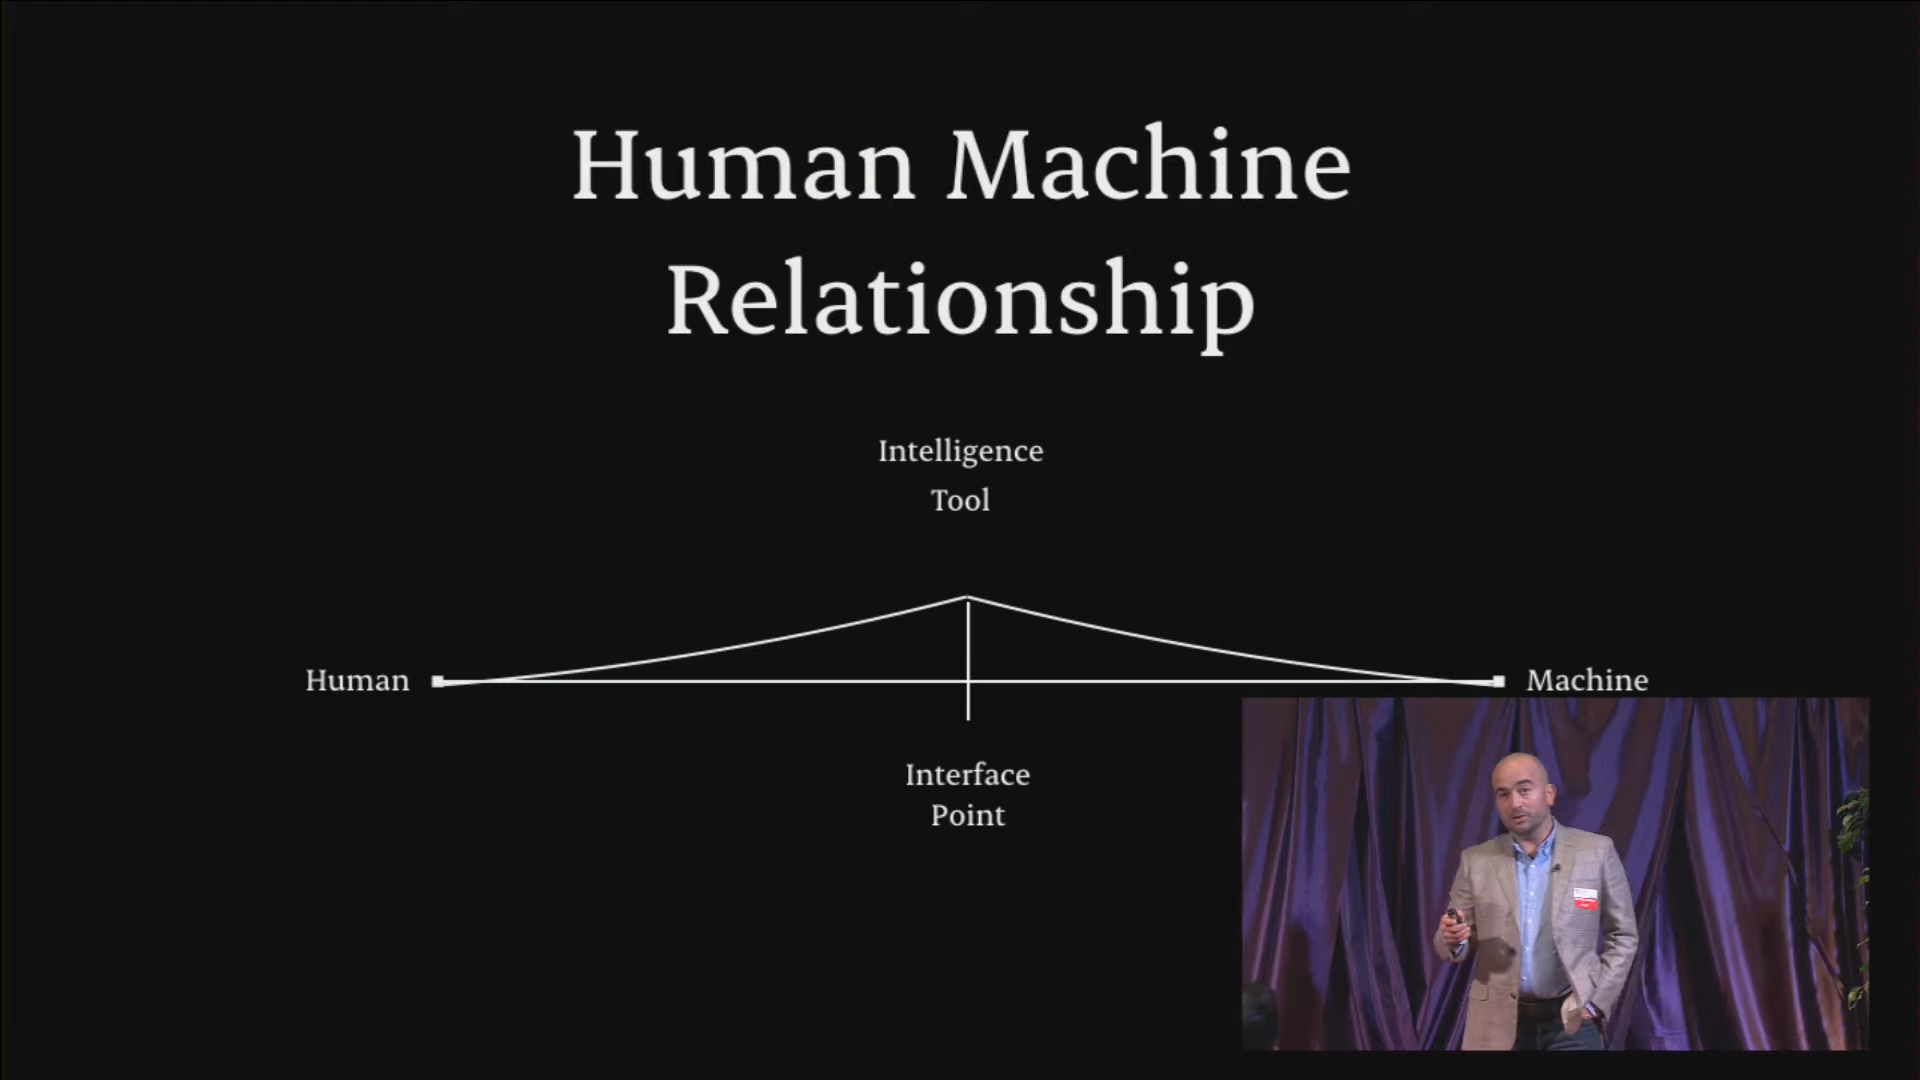 Human Machine
Relationship
Intelligence
Tool
Human
Machine
Interface
Point